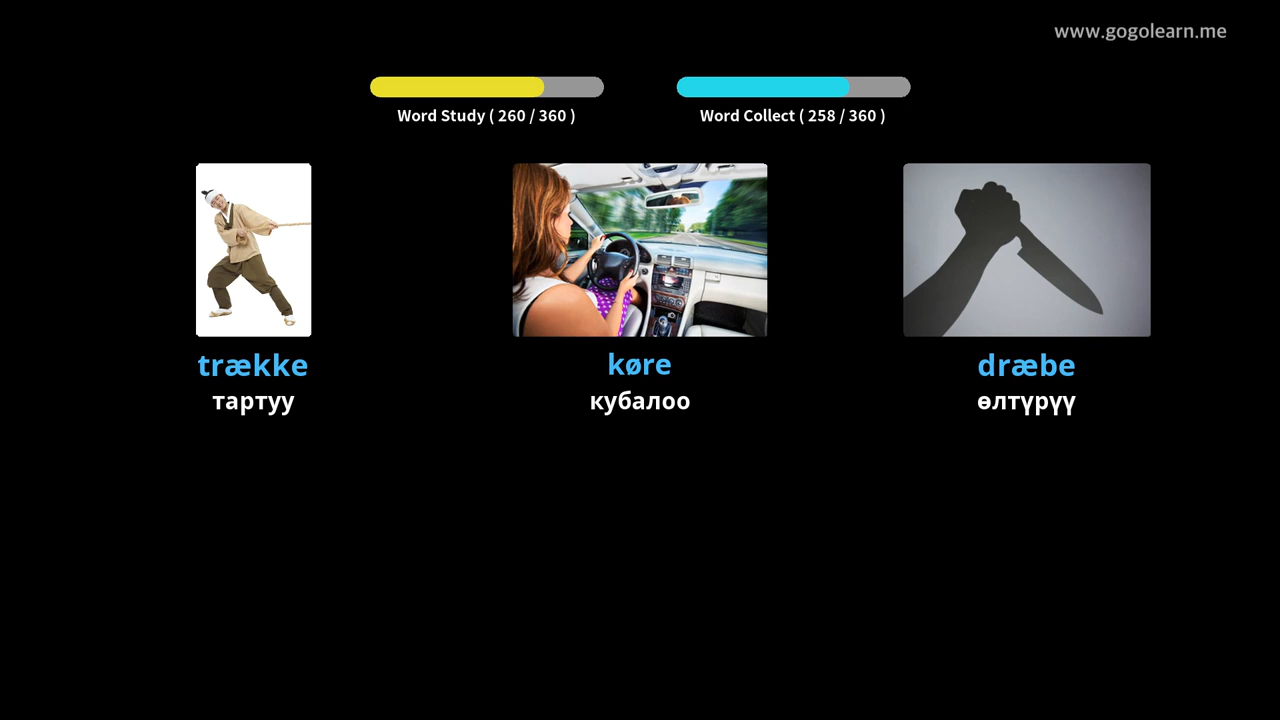 www.gogolearn.me
Word Study ( 260 / 360 )
Word Collect ( 258 / 360 )
trække
køre
dræbe
тартуу
кубалоо
өлтүрүү